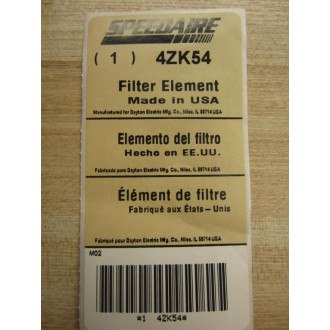 SPEEDAIRE
( 1 ) 4ZK54
Filter Element
Made in USA
Manufactured for Dayton Electric Mfg. Co., Niles, IL 60714 USA
Elemento del filtro
Hecho en EE.UU.
Fabricado para Dayton Electric Mfg. Co., Niles, IL 60714 USA
Élément de filtre
Fabriqué aux États-Unis
Fabriqué pour Dayton Electric Mfg. Co., Niles, IL 60714 USA
M02
*1 4ZK54*